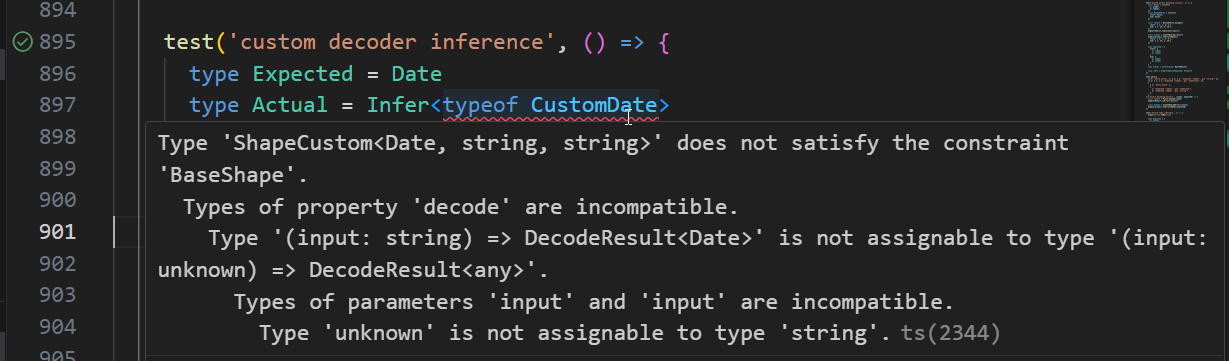 894
895 test('custom decoder inference', () => {
896 type Expected = Date
897 type Actual = Infer<typeof CustomDate>
898 Type 'ShapeCustom<Date, string, string>' does not satisfy the constraint
899 'BaseShape'.
900 Types of property 'decode' are incompatible.
901 Type '(input: string) => DecodeResult<Date>' is not assignable to type '(input:
902 unknown) => DecodeResult<any>'.
903 Types of parameters 'input' and 'input' are incompatible.
904 Type 'unknown' is not assignable to type 'string'. ts(2344)
905